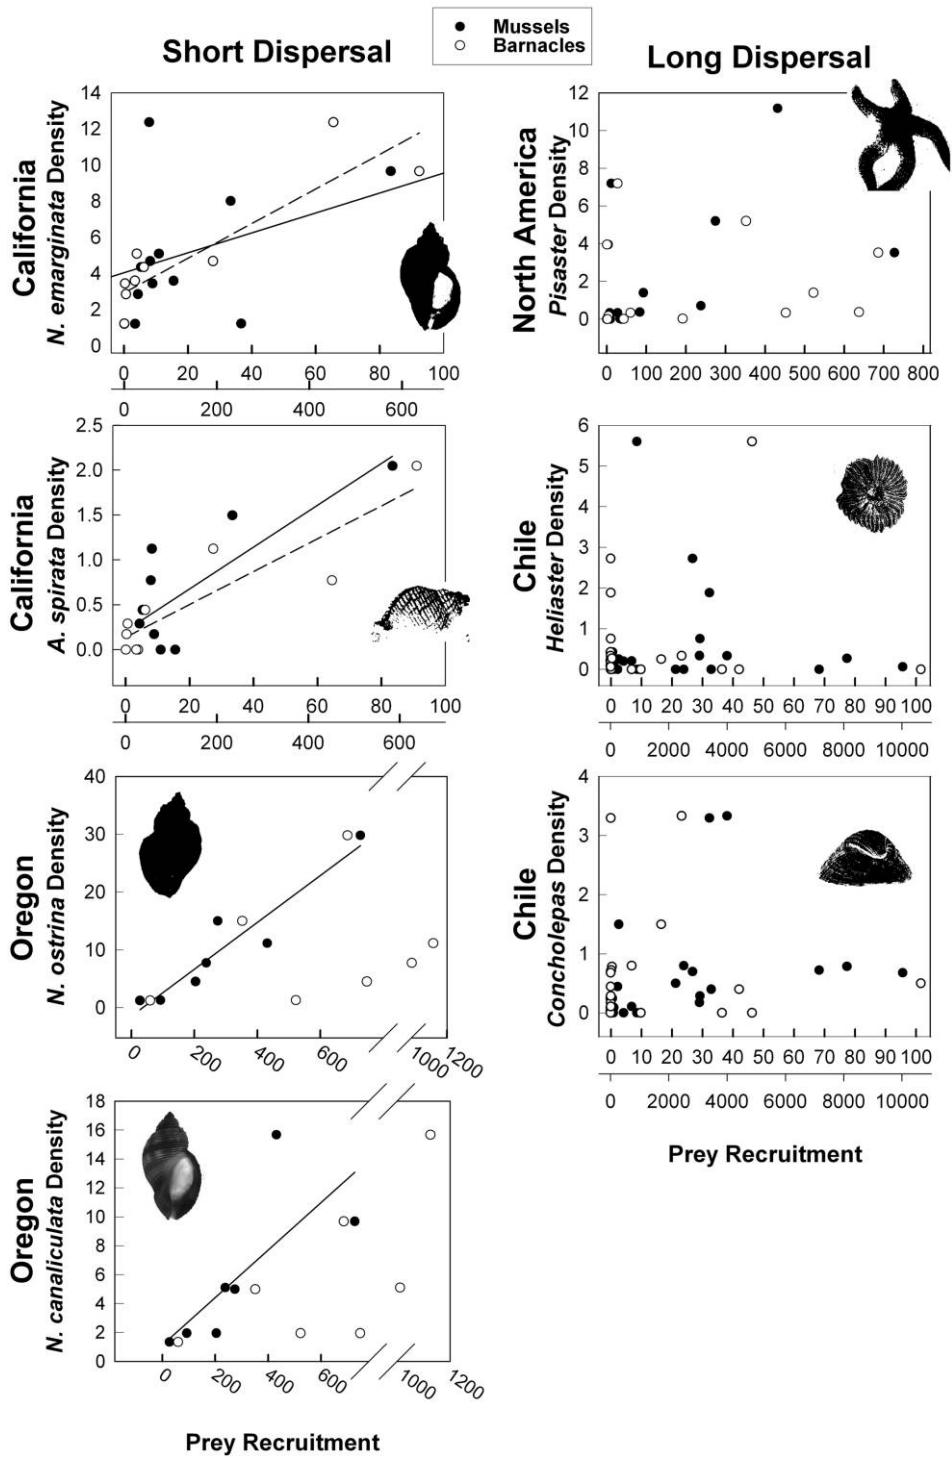 Mussels
Barnacles
Short Dispersal
Long Dispersal
California
N. emarginata Density
14
12
10
8
6
4
2
0
0 20 40 60 80 100
0 200 400 600
North America
Pisaster Density
12
10
8
6
4
2
0
0 100 200 300 400 500 600 700 800
California
A. spirata Density
2.5
2.0
1.5
1.0
0.5
0.0
0 20 40 60 80 100
0 200 400 600
Chile
Heliaster Density
6
5
4
3
2
1
0
0 10 20 30 40 50 60 70 80 90 100
0 2000 4000 6000 8000 10000
Oregon
N. ostrina Density
40
30
20
10
0
0 200 400 600 1000 1200
Chile
Concholepas Density
4
3
2
1
0
0 10 20 30 40 50 60 70 80 90 100
0 2000 4000 6000 8000 10000
Prey Recruitment
Oregon
N. canaliculata Density
18
16
14
12
10
8
6
4
2
0
0 200 400 600 1000 1200
Prey Recruitment